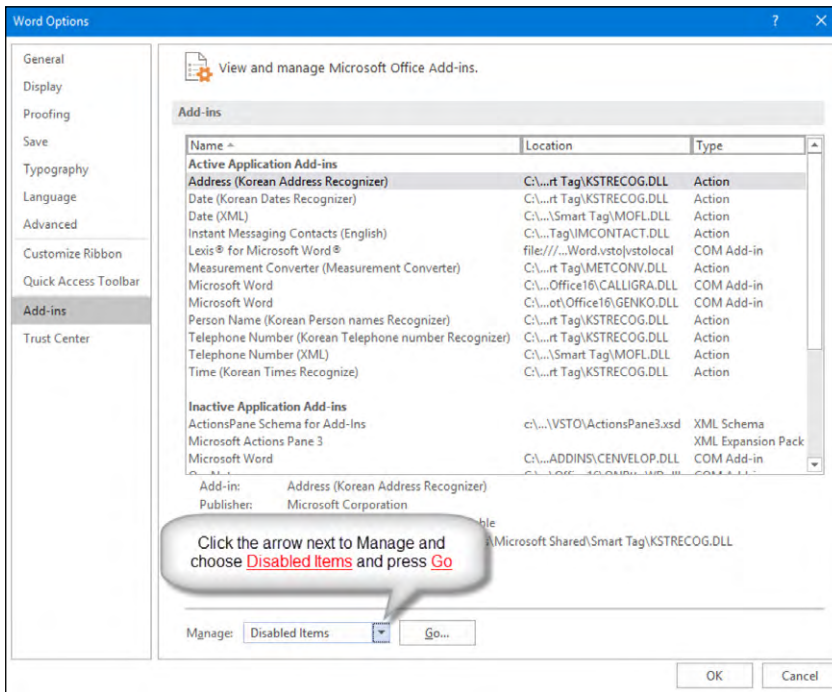 Word Options ? ×
General
Display
Proofing
Save
Typography
Language
Advanced
Customize Ribbon
Quick Access Toolbar
Add-ins
Trust Center
View and manage Microsoft Office Add-ins.
Add-ins
Name Location Type
Active Application Add-ins
Address (Korean Address Recognizer) C:\...rt Tag\KSTRECOG.DLL Action
Date (Korean Dates Recognizer) C:\...rt Tag\KSTRECOG.DLL Action
Date (XML) C:\...\Smart Tag\MOFL.DLL Action
Instant Messaging Contacts (English) C:\...Tag\IMCONTACT.DLL Action
Lexis® for Microsoft Word® file:///...Word.vsto|vstolocal COM Add-in
Measurement Converter (Measurement Converter) C:\...rt Tag\METCONV.DLL Action
Microsoft Word C:\...Office16\CALLIGRA.DLL COM Add-in
Microsoft Word C:\...ot\Office16\GENKO.DLL COM Add-in
Person Name (Korean Person names Recognizer) C:\...rt Tag\KSTRECOG.DLL Action
Telephone Number (Korean Telephone number Recognizer) C:\...rt Tag\KSTRECOG.DLL Action
Telephone Number (XML) C:\...\Smart Tag\MOFL.DLL Action
Time (Korean Times Recognize) C:\...rt Tag\KSTRECOG.DLL Action
Inactive Application Add-ins
ActionsPane Schema for Add-Ins c:\...\VSTO\ActionsPane3.xsd XML Schema
Microsoft Actions Pane 3 XML Expansion Pack
Microsoft Word C:\...ADDINS\CENVELOP.DLL COM Add-in
Add-in: Address (Korean Address Recognizer)
Publisher: Microsoft Corporation
\Microsoft Shared\Smart Tag\KSTRECOG.DLL
Click the arrow next to Manage and
choose Disabled Items and press Go
Manage: Disabled Items Go...
OK Cancel